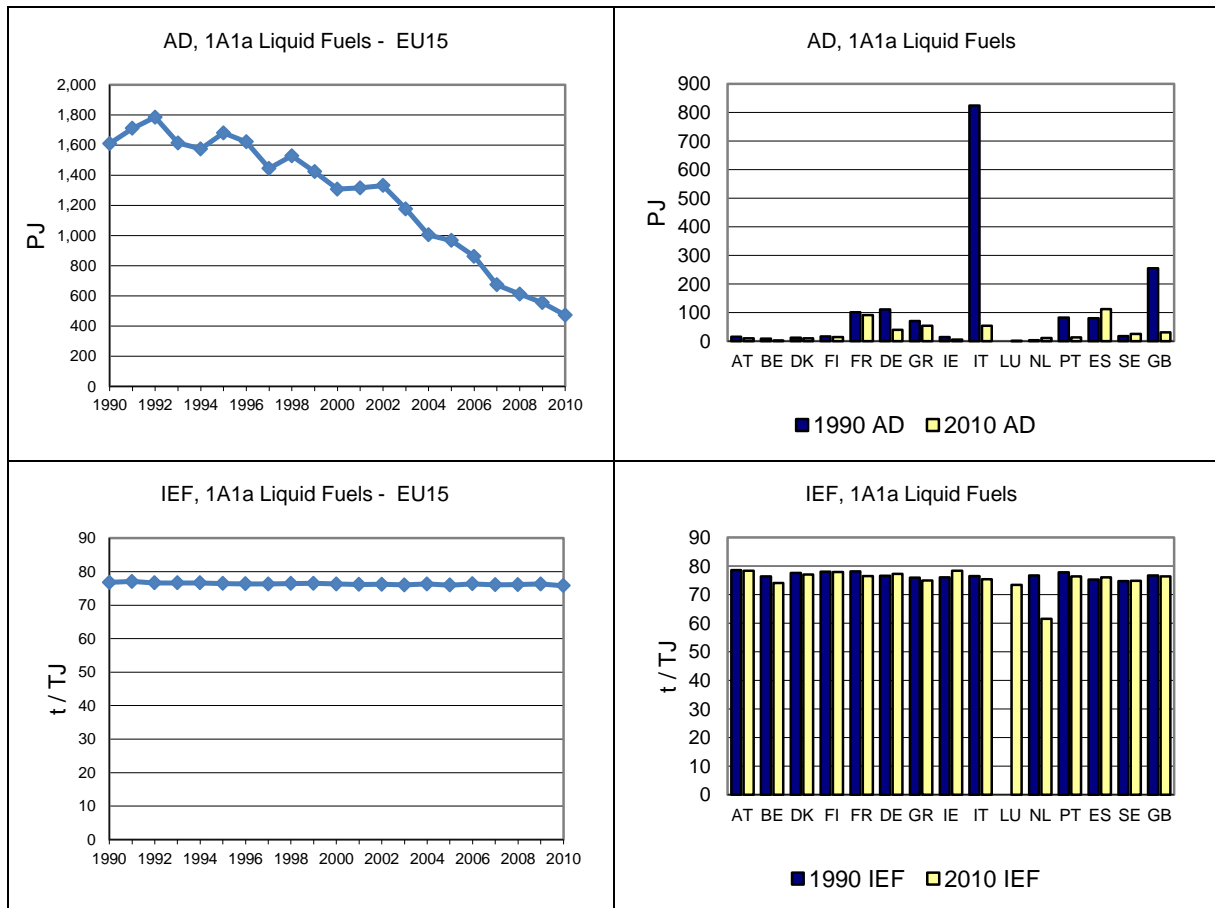 AD, 1A1a Liquid Fuels - EU15
2,000
1,800
1,600
1,400
1,200
1,000
800
600
400
200
0
PJ
1990 1992 1994 1996 1998 2000 2002 2004 2006 2008 2010
AD, 1A1a Liquid Fuels
900
800
700
600
500
400
300
200
100
0
PJ
AT BE DK FI FR DE GR IE IT LU NL PT ES SE GB
1990 AD 2010 AD
IEF, 1A1a Liquid Fuels - EU15
90
80
70
60
50
40
30
20
10
0
t / TJ
1990 1992 1994 1996 1998 2000 2002 2004 2006 2008 2010
IEF, 1A1a Liquid Fuels
90
80
70
60
50
40
30
20
10
0
t / TJ
AT BE DK FI FR DE GR IE IT LU NL PT ES SE GB
1990 IEF 2010 IEF